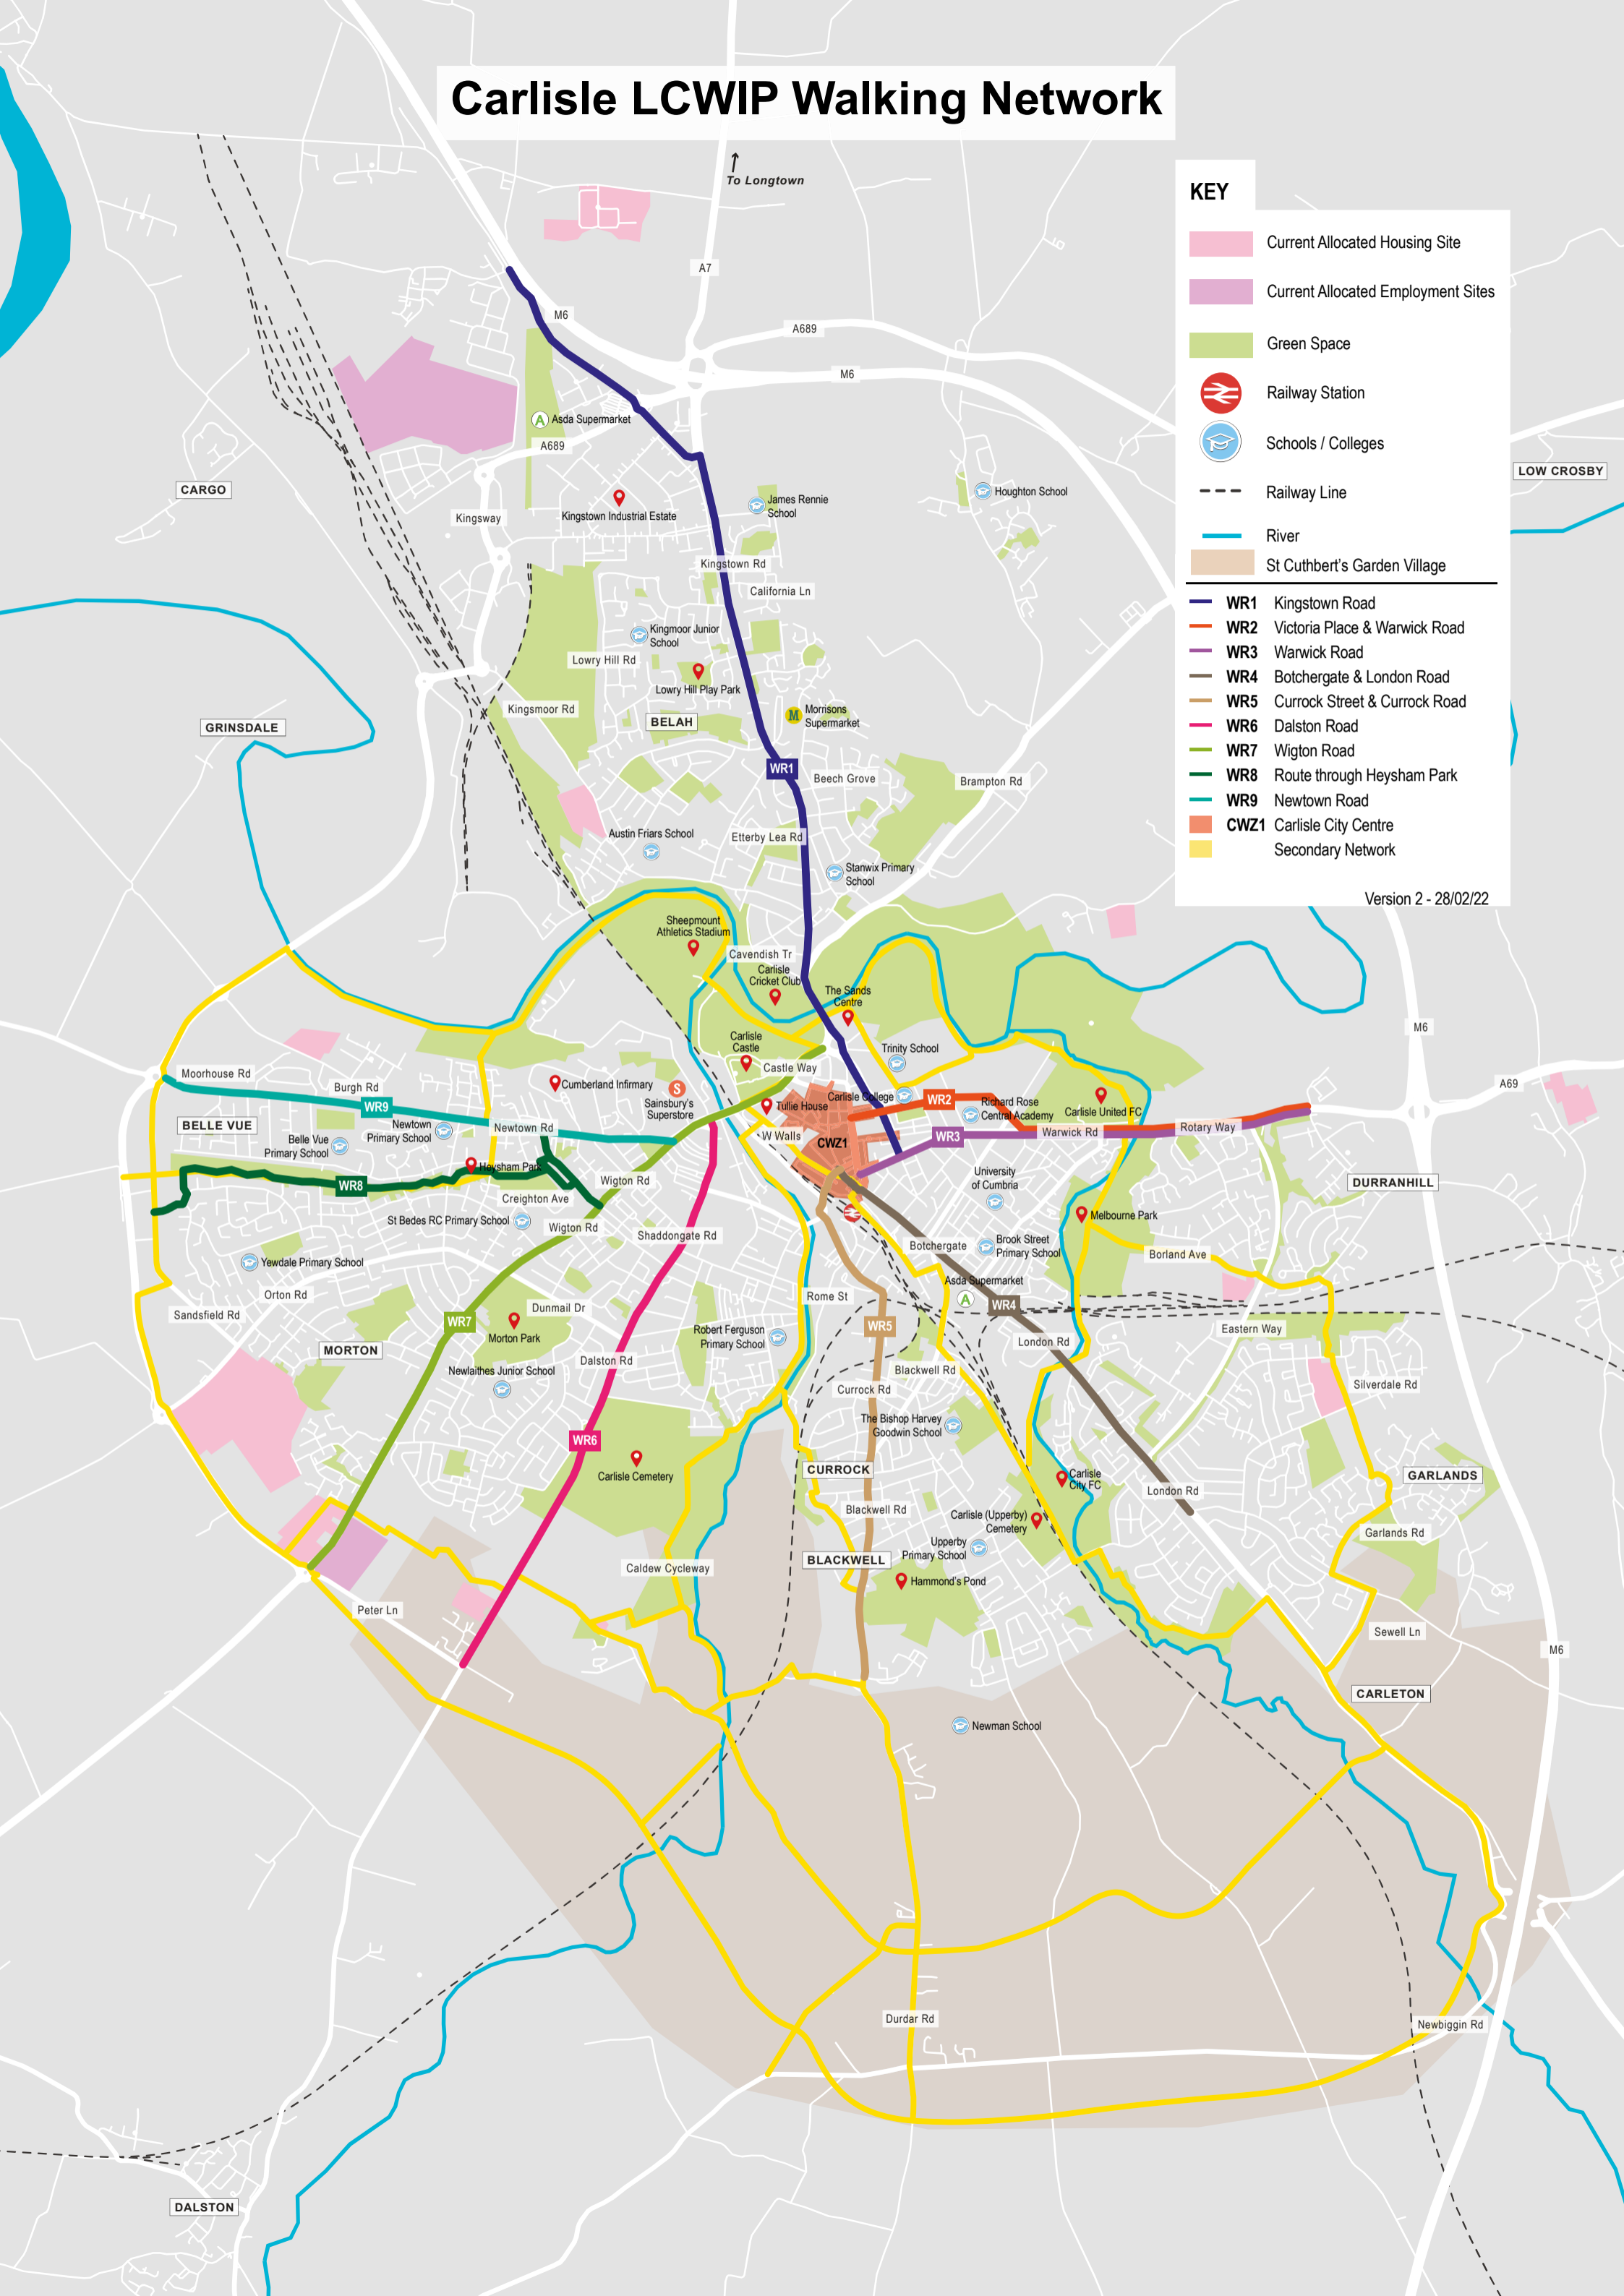 Carlisle LCWIP Walking Network
To Longtown
KEY
Current Allocated Housing Site
Current Allocated Employment Sites
Green Space
Railway Station
Schools / Colleges
Railway Line
River
St Cuthbert's Garden Village
WR1 Kingstown Road
WR2 Victoria Place & Warwick Road
WR3 Warwick Road
WR4 Botchergate & London Road
WR5 Currock Street & Currock Road
WR6 Dalston Road
WR7 Wigton Road
WR8 Route through Heysham Park
WR9 Newtown Road
CWZ1 Carlisle City Centre
Secondary Network
Version 2 - 28/02/22
A7
M6
A689
M6
A Asda Supermarket
A689
CARGO
LOW CROSBY
Kingsway
Kingstown Industrial Estate
James Rennie
School
Houghton School
Kingstown Rd
California Ln
Kingmoor Junior
School
Lowry Hill Rd
Lowry Hill Play Park
Kingsmoor Rd
BELAH
M
Morrisons
Supermarket
GRINSDALE
WR1
Beech Grove
Brampton Rd
Austin Friars School
Etterby Lea Rd
Stanwix Primary
School
Sheepmount
Athletics Stadium
Cavendish Tr
Carlisle
Cricket Club
The Sands
Centre
M6
Carlisle
Castle
Trinity School
Castle Way
Moorhouse Rd
Burgh Rd
Cumberland Infirmary
S
Sainsbury's
Superstore
A69
WR9
Tullie House
Carlisle College
WR2
Richard Rose
Central Academy
Carlisle United FC
BELLE VUE
Newtown
Primary School
Newtown Rd
W Walls
CWZ1
WR3
Warwick Rd
Rotary Way
Belle Vue
Primary School
Heysham Park
WR8
Creighton Ave
Wigton Rd
University
of Cumbria
DURRANHILL
St Bedes RC Primary School
Wigton Rd
Shaddongate Rd
Melbourne Park
Botchergate
Brook Street
Primary School
Borland Ave
Yewdale Primary School
Orton Rd
Sandsfield Rd
Asda Supermarket
A
Rome St
WR4
Dunmail Dr
WR7
Morton Park
WR5
Robert Ferguson
Primary School
London Rd
Eastern Way
MORTON
Dalston Rd
Newlaithes Junior School
Blackwell Rd
Currock Rd
Silverdale Rd
The Bishop Harvey
Goodwin School
WR6
Carlisle Cemetery
CURROCK
Carlisle
City FC
GARLANDS
London Rd
Blackwell Rd
Carlisle (Upperby)
Cemetery
Garlands Rd
Upperby
Primary School
BLACKWELL
Caldew Cycleway
Hammond's Pond
Peter Ln
Sewell Ln
M6
CARLETON
Newman School
Durdar Rd
Newbiggin Rd
DALSTON